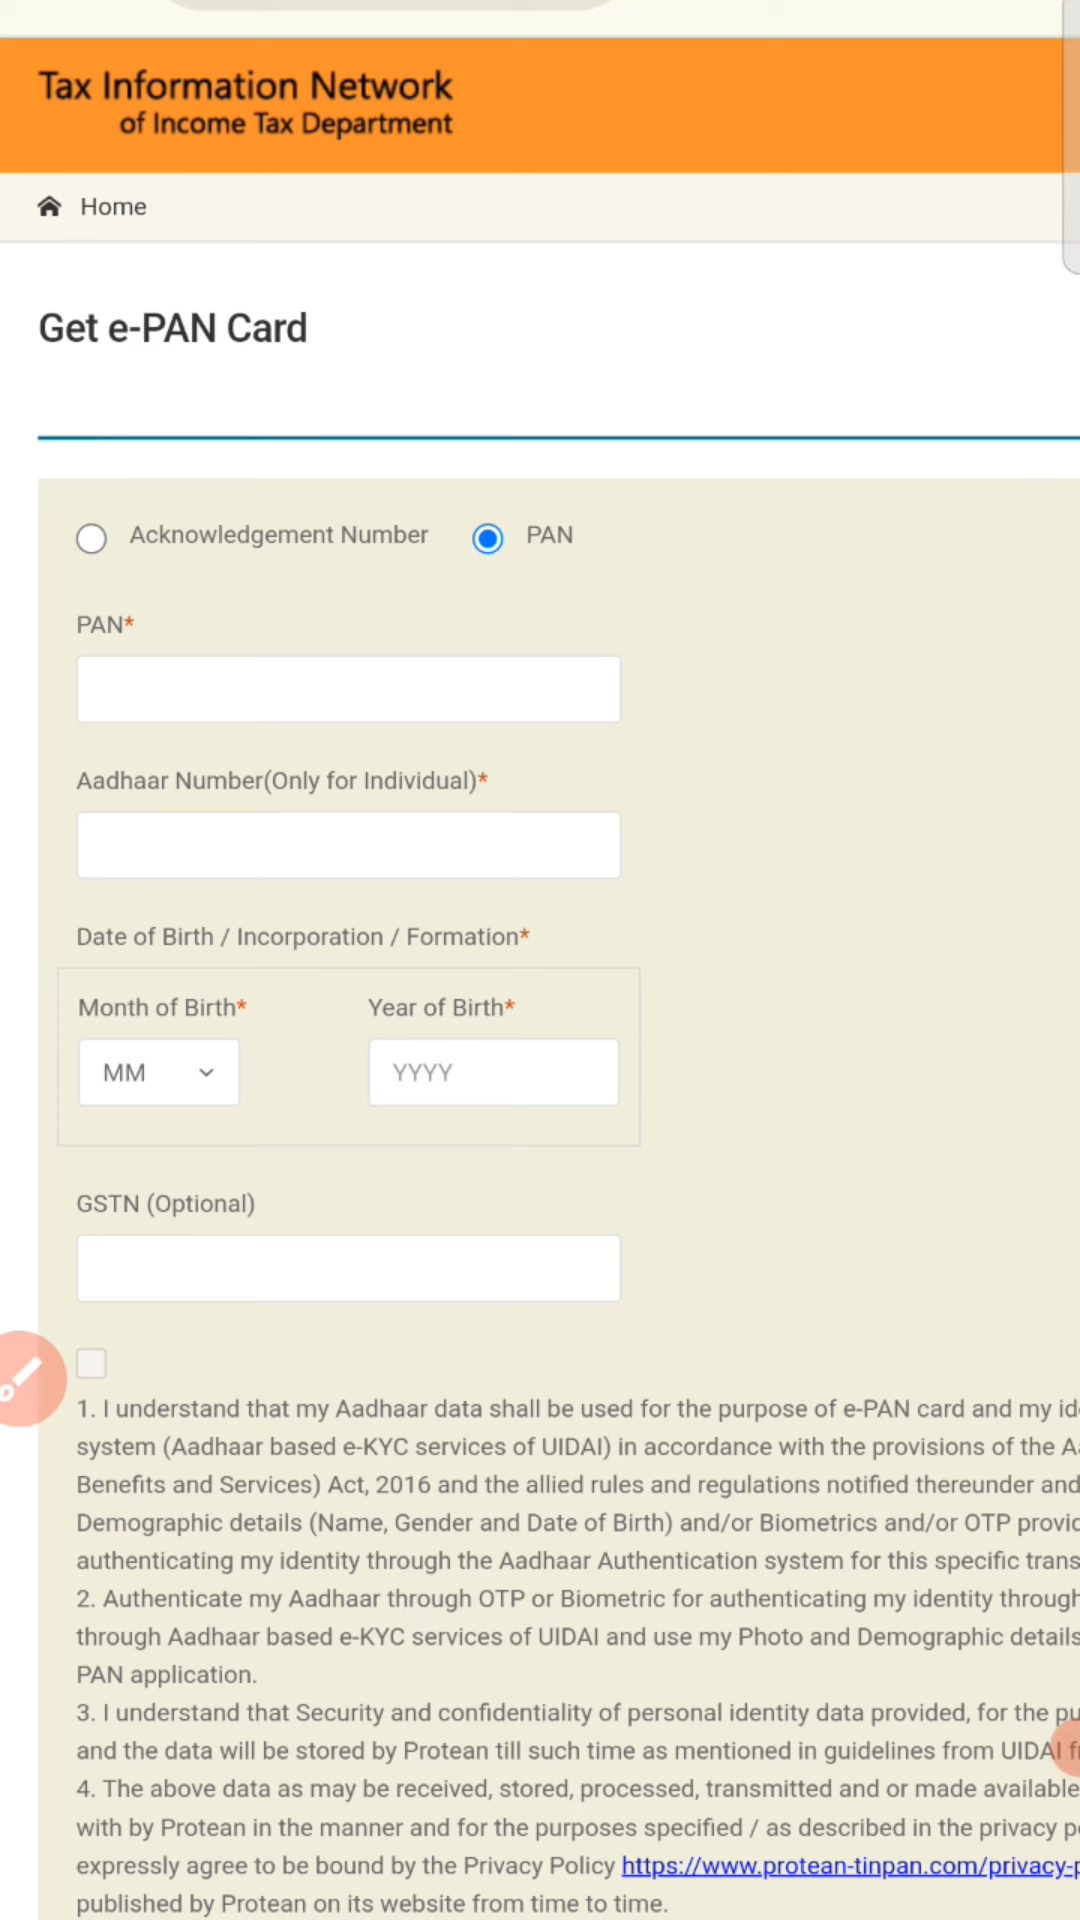 Tax Information Network
of Income Tax Department
Home
Get e-PAN Card
Acknowledgement Number PAN
PAN*
Aadhaar Number(Only for Individual)*
Date of Birth / Incorporation / Formation*
Month of Birth* Year of Birth*
MM YYYY
GSTN (Optional)
1. I understand that my Aadhaar data shall be used for the purpose of e-PAN card and my
system (Aadhaar based e-KYC services of UIDAI) in accordance with the provisions of the
Benefits and Services) Act, 2016 and the allied rules and regulations notified thereunder and
Demographic details (Name, Gender and Date of Birth) and/or Biometrics and/or OTP
authenticating my identity through the Aadhaar Authentication system for this specific
2. Authenticate my Aadhaar through OTP or Biometric for authenticating my identity through
through Aadhaar based e-KYC services of UIDAI and use my Photo and Demographic details
PAN application.
3. I understand that Security and confidentiality of personal identity data provided, for the
and the data will be stored by Protean till such time as mentioned in guidelines from UIDAI
4. The above data as may be received, stored, processed, transmitted and or made available
with by Protean in the manner and for the purposes specified / as described in the privacy
expressly agree to be bound by the Privacy Policy https://www.protean-tinpan.com/privacy-
published by Protean on its website from time to time.